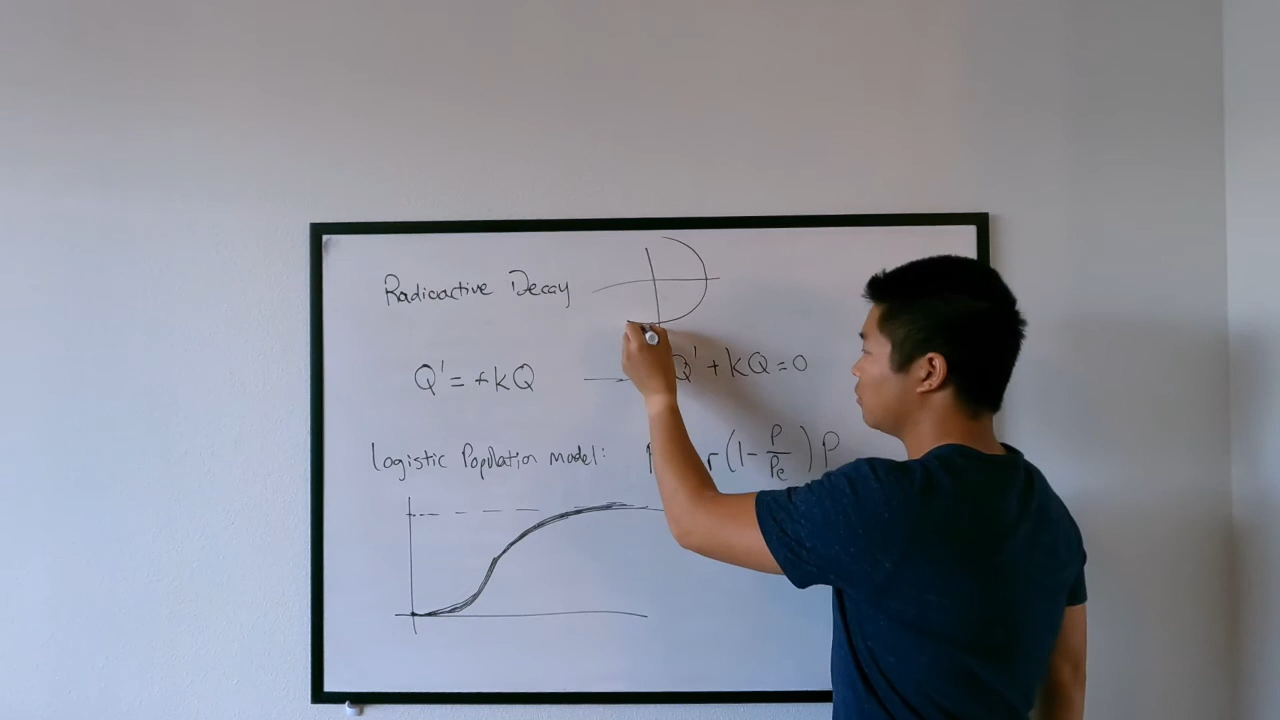 Radioactive Decay
Q' = +kQ Q' + kQ = 0
Logistic Population model: r(1 - P/Pe)P